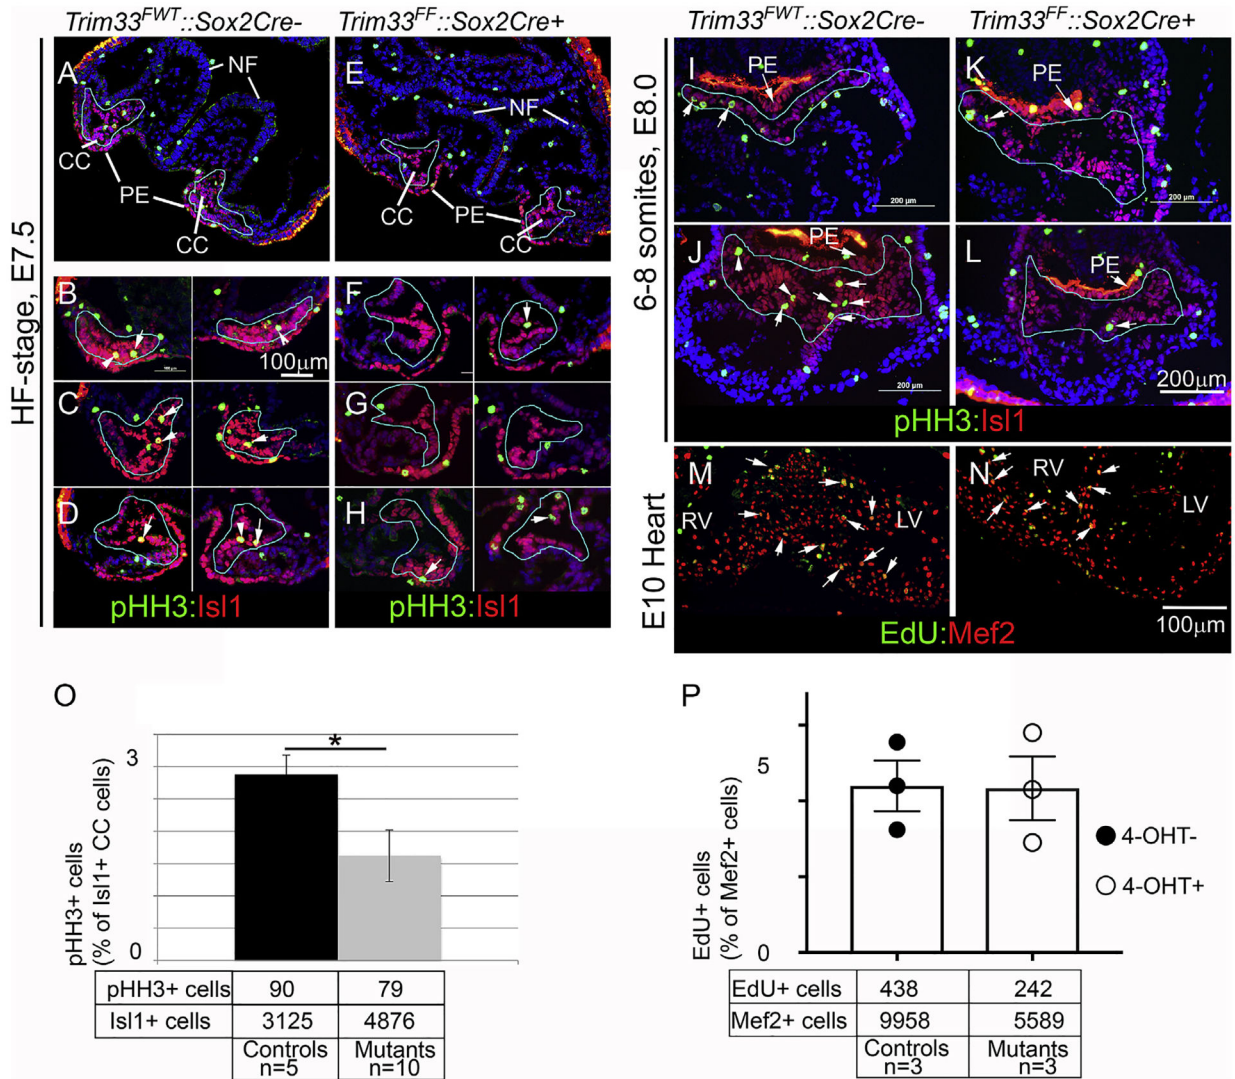 Trim33FWT::Sox2Cre- Trim33FF::Sox2Cre+
HF-stage, E7.5
A NF CC PE CC
E NF CC PE CC
B 100μm
F
C
G
D
H
pHH3:Isl1 pHH3:Isl1
Trim33FWT::Sox2Cre- Trim33FF::Sox2Cre+
6-8 somites, E8.0
I PE 200 μm
K PE 200 μm
J PE 200 μm
L PE 200μm
pHH3:Isl1
E10 Heart
M RV LV
N RV LV
EdU:Mef2 100μm
O
pHH3+ cells
(% of Isl1+ CC cells)
3
*
0
pHH3+ cells 90 79
Isl1+ cells 3125 4876
Controls n=5 Mutants n=10
P
EdU+ cells
(% of Mef2+ cells)
5
0
4-OHT-
4-OHT+
EdU+ cells 438 242
Mef2+ cells 9958 5589
Controls n=3 Mutants n=3